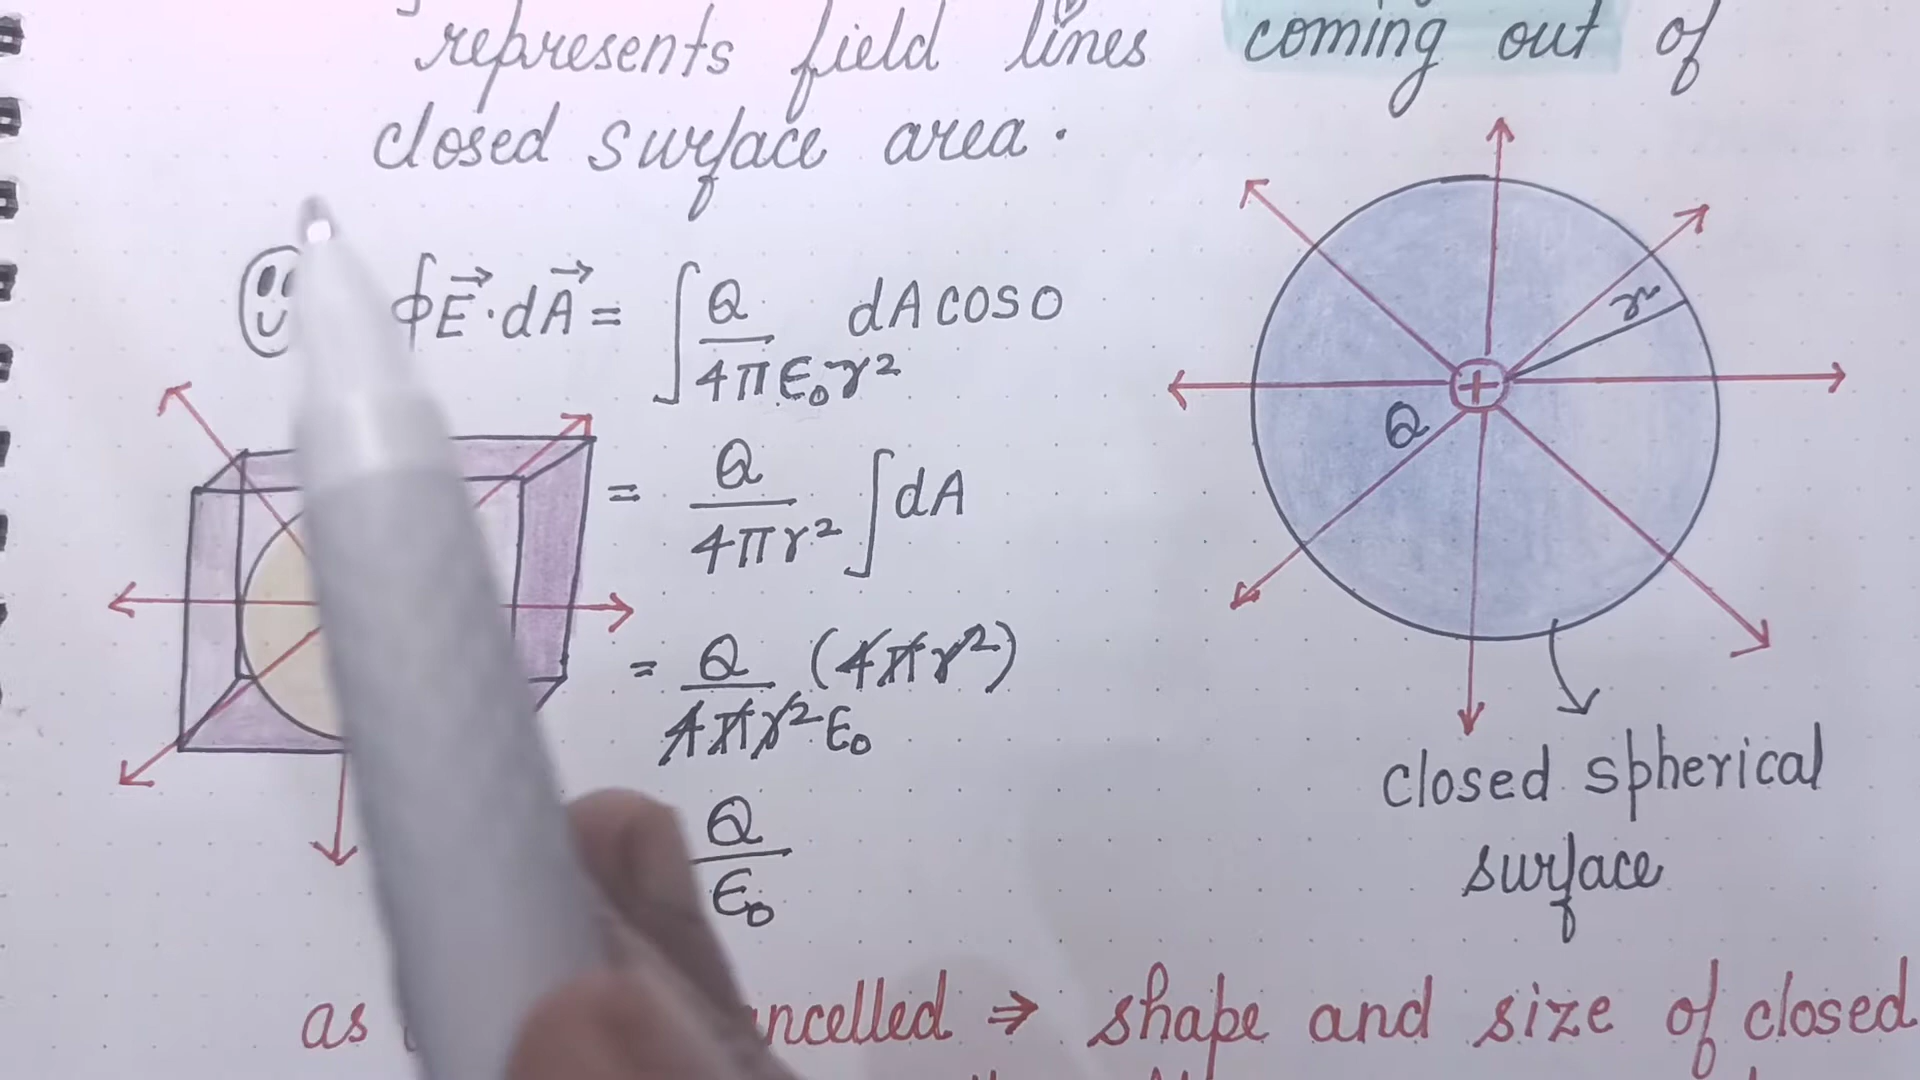 represents field lines coming out of
closed surface area.
∮E⃗·dA⃗ = ∫ Q/4πϵ₀r² dA cos0
= Q/4πr² ∫dA
= Q/4πr²ϵ₀ (4πr²)
Q/ϵ₀
r
+
Q
closed spherical
surface
as ncelled ⇒ shape and size of closed